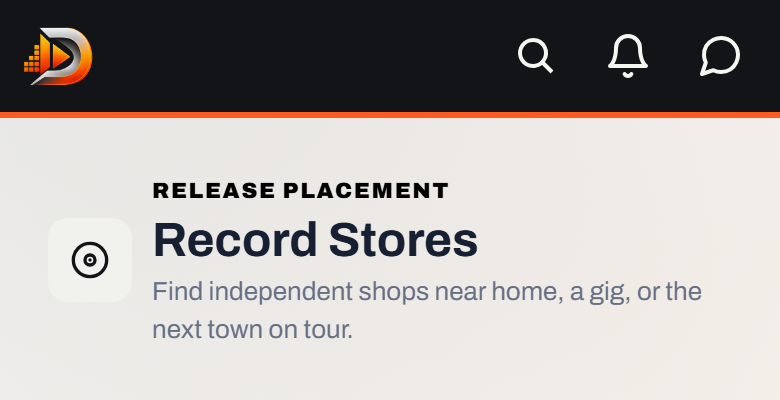 RELEASE PLACEMENT
Record Stores
Find independent shops near home, a gig, or the
next town on tour.